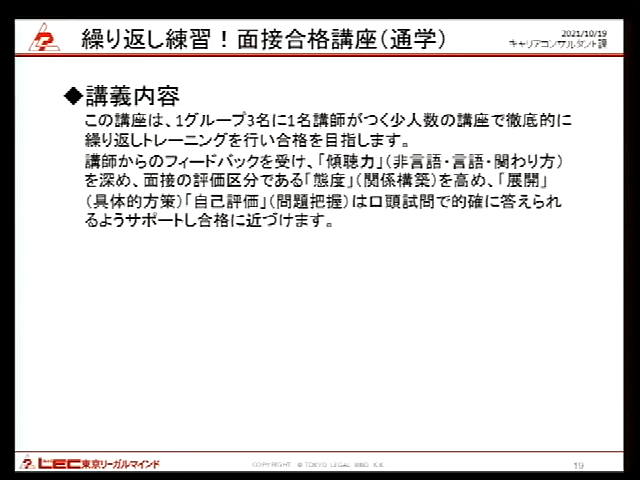 繰り返し練習！面接合格講座（通学）
2021/10/19
キャリアコンサルタント課
◆講義内容
この講座は、1グループ3名に1名講師がつく少人数の講座で徹底的に
繰り返しトレーニングを行い合格を目指します。
講師からのフィードバックを受け、「傾聴力」（非言語・言語・関わり方）
を深め、面接の評価区分である「態度」（関係構築）を高め、「展開」
（具体的方策）「自己評価」（問題把握）は口頭試問で的確に答えられ
るようサポートし合格に近づけます。
LEC東京リーガルマインド
COPYRIGHT © TOKYO LEGAL MIND K.K.
19